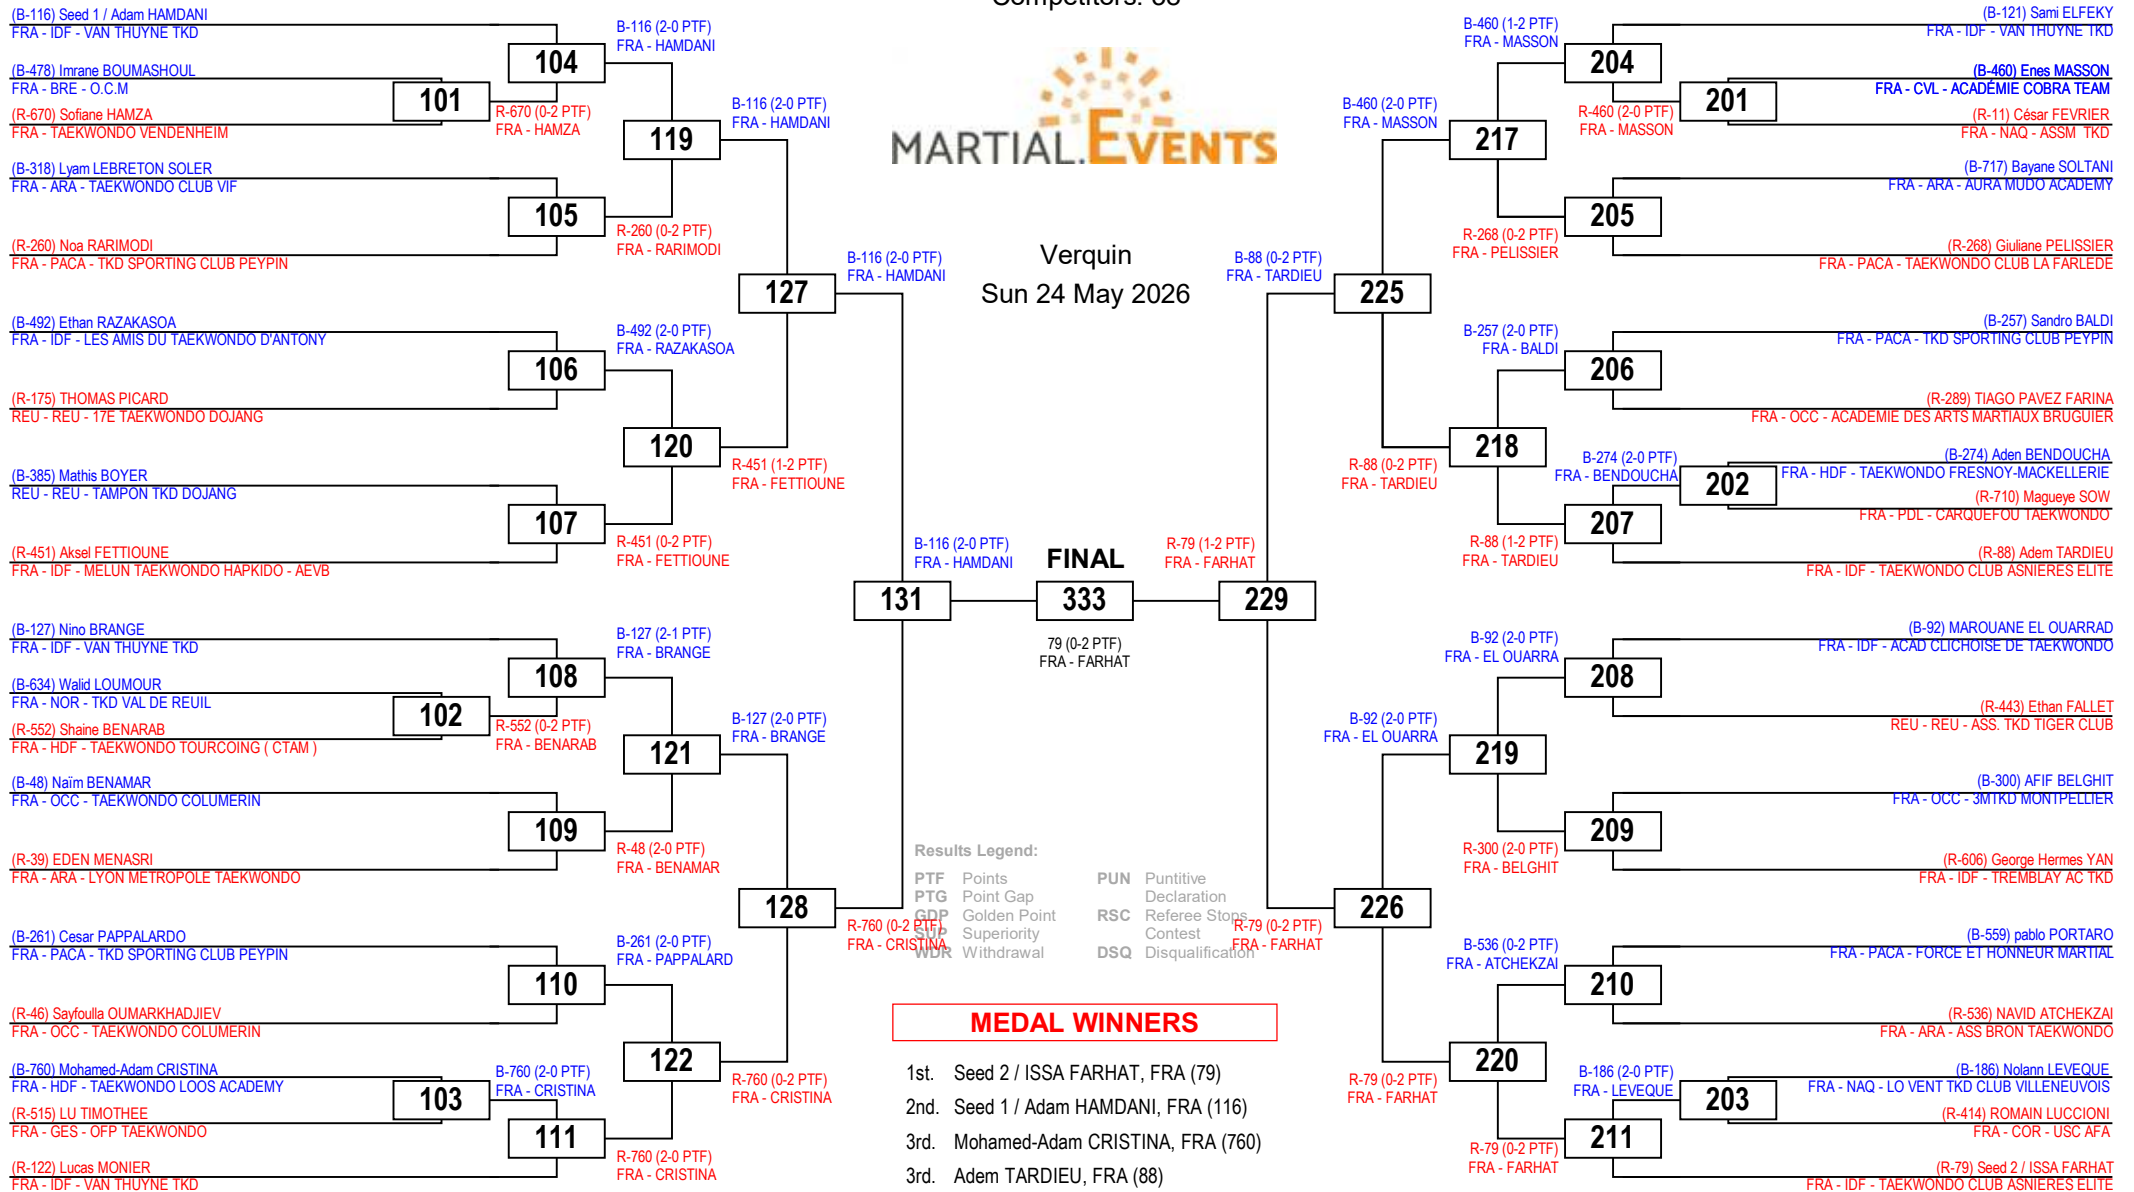 Competitors: 38
(B-116) Seed 1 / Adam HAMDANI
FRA - IDF - VAN THUYNE TKD
(B-478) Imrane BOUMASHOUL
FRA - BRE - O.C.M
(R-670) Sofiane HAMZA
FRA - TAEKWONDO VENDENHEIM
(B-318) Lyam LEBRETON SOLER
FRA - ARA - TAEKWONDO CLUB VIF
(R-260) Noa RARIMODI
FRA - PACA - TKD SPORTING CLUB PEYPIN
(B-492) Ethan RAZAKASOA
FRA - IDF - LES AMIS DU TAEKWONDO D'ANTONY
(R-175) THOMAS PICARD
REU - REU - 17E TAEKWONDO DOJANG
(B-385) Mathis BOYER
REU - REU - TAMPON TKD DOJANG
(R-451) Aksel FETTIOUNE
FRA - IDF - MELUN TAEKWONDO HAPKIDO - AEVB
(B-127) Nino BRANGE
FRA - IDF - VAN THUYNE TKD
(B-634) Walid LOUMOUR
FRA - NOR - TKD VAL DE REUIL
(R-552) Shaine BENARAB
FRA - HDF - TAEKWONDO TOURCOING ( CTAM )
(B-48) Naïm BENAMAR
FRA - OCC - TAEKWONDO COLUMERIN
(R-39) EDEN MENASRI
FRA - ARA - LYON METROPOLE TAEKWONDO
(B-261) Cesar PAPPALARDO
FRA - PACA - TKD SPORTING CLUB PEYPIN
(R-46) Sayfoulla OUMARKHADJIEV
FRA - OCC - TAEKWONDO COLUMERIN
(B-760) Mohamed-Adam CRISTINA
FRA - HDF - TAEKWONDO LOOS ACADEMY
(R-515) LU TIMOTHEE
FRA - GES - OFP TAEKWONDO
(R-122) Lucas MONIER
FRA - IDF - VAN THUYNE TKD
101
R-670 (0-2 PTF)
FRA - HAMZA
102
R-552 (0-2 PTF)
FRA - BENARAB
103
B-760 (2-0 PTF)
FRA - CRISTINA
104
B-116 (2-0 PTF)
FRA - HAMDANI
105
R-260 (0-2 PTF)
FRA - RARIMODI
106
B-492 (2-0 PTF)
FRA - RAZAKASOA
107
R-451 (0-2 PTF)
FRA - FETTIOUNE
108
B-127 (2-1 PTF)
FRA - BRANGE
109
R-48 (2-0 PTF)
FRA - BENAMAR
110
B-261 (2-0 PTF)
FRA - PAPPALARD
111
R-760 (2-0 PTF)
FRA - CRISTINA
119
B-116 (2-0 PTF)
FRA - HAMDANI
120
R-451 (1-2 PTF)
FRA - FETTIOUNE
121
B-127 (2-0 PTF)
FRA - BRANGE
122
R-760 (0-2 PTF)
FRA - CRISTINA
127
B-116 (2-0 PTF)
FRA - HAMDANI
128
R-760 (0-2 PTF)
FRA - CRISTINA
131
B-116 (2-0 PTF)
FRA - HAMDANI
MARTIAL.EVENTS
Verquin
Sun 24 May 2026
FINAL
333
79 (0-2 PTF)
FRA - FARHAT
Results Legend:
PTF Points
PTG Point Gap
GDP Golden Point
SUP Superiority
WDR Withdrawal
PUN Puntitive
Declaration
RSC Referee Stops
Contest
DSQ Disqualification
MEDAL WINNERS
1st. Seed 2 / ISSA FARHAT, FRA (79)
2nd. Seed 1 / Adam HAMDANI, FRA (116)
3rd. Mohamed-Adam CRISTINA, FRA (760)
3rd. Adem TARDIEU, FRA (88)
R-79 (1-2 PTF)
FRA - FARHAT
229
B-88 (0-2 PTF)
FRA - TARDIEU
225
R-79 (0-2 PTF)
FRA - FARHAT
226
B-460 (2-0 PTF)
FRA - MASSON
217
R-88 (0-2 PTF)
FRA - TARDIEU
218
B-92 (2-0 PTF)
FRA - EL OUARRA
219
R-79 (0-2 PTF)
FRA - FARHAT
220
B-460 (1-2 PTF)
FRA - MASSON
204
R-268 (0-2 PTF)
FRA - PELISSIER
205
B-257 (2-0 PTF)
FRA - BALDI
206
R-88 (1-2 PTF)
FRA - TARDIEU
207
B-92 (2-0 PTF)
FRA - EL OUARRA
208
R-300 (2-0 PTF)
FRA - BELGHIT
209
B-536 (0-2 PTF)
FRA - ATCHEKZAI
210
R-79 (0-2 PTF)
FRA - FARHAT
211
R-460 (2-0 PTF)
FRA - MASSON
201
B-274 (2-0 PTF)
FRA - BENDOUCHA
202
B-186 (2-0 PTF)
FRA - LEVEQUE
203
(B-121) Sami ELFEKY
FRA - IDF - VAN THUYNE TKD
(B-460) Enes MASSON
FRA - CVL - ACADÉMIE COBRA TEAM
(R-11) César FEVRIER
FRA - NAQ - ASSM TKD
(B-717) Bayane SOLTANI
FRA - ARA - AURA MUDO ACADEMY
(R-268) Giuliane PELISSIER
FRA - PACA - TAEKWONDO CLUB LA FARLEDE
(B-257) Sandro BALDI
FRA - PACA - TKD SPORTING CLUB PEYPIN
(R-289) TIAGO PAVEZ FARINA
FRA - OCC - ACADEMIE DES ARTS MARTIAUX BRUGUIER
(B-274) Aden BENDOUCHA
FRA - HDF - TAEKWONDO FRESNOY-MACKELLERIE
(R-710) Magueye SOW
FRA - PDL - CARQUEFOU TAEKWONDO
(R-88) Adem TARDIEU
FRA - IDF - TAEKWONDO CLUB ASNIERES ELITE
(B-92) MAROUANE EL OUARRAD
FRA - IDF - ACAD CLICHOISE DE TAEKWONDO
(R-443) Ethan FALLET
REU - REU - ASS. TKD TIGER CLUB
(B-300) AFIF BELGHIT
FRA - OCC - 3MTKD MONTPELLIER
(R-606) George Hermes YAN
FRA - IDF - TREMBLAY AC TKD
(B-559) pablo PORTARO
FRA - PACA - FORCE ET HONNEUR MARTIAL
(R-536) NAVID ATCHEKZAI
FRA - ARA - ASS BRON TAEKWONDO
(B-186) Nolann LEVEQUE
FRA - NAQ - LO VENT TKD CLUB VILLENEUVOIS
(R-414) ROMAIN LUCCIONI
FRA - COR - USC AFA
(R-79) Seed 2 / ISSA FARHAT
FRA - IDF - TAEKWONDO CLUB ASNIERES ELITE